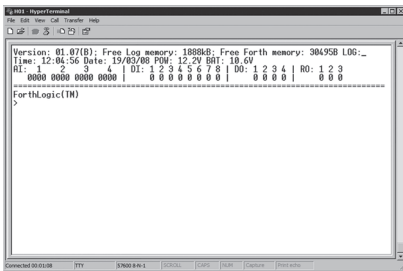 H01 - HyperTerminal
File Edit View Call Transfer Help
Version: 01.07(B); Free Log memory: 1888kB; Free Forth memory: 30495B LOG:_
Time: 12:04:56 Date: 19/03/08 POW: 12.2V BAT: 10.6V
AI: 1 2 3 4 | DI: 1 2 3 4 5 6 7 8 | DO: 1 2 3 4 | RO: 1 2 3
0000 0000 0000 0000 | 0 0 0 0 0 0 0 0 | 0 0 0 0 | 0 0 0
================================================================================
ForthLogic(TM)
>
Connected 00:01:08 TTY 57600 8-N-1 SCROLL CAPS NUM Capture Print echo